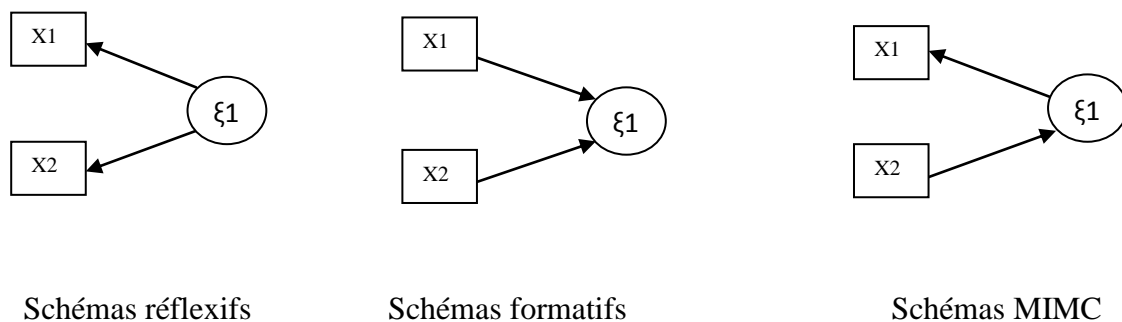 X1
X2
ξ1
X1
X2
ξ1
X1
X2
ξ1
Schémas réflexifs
Schémas formatifs
Schémas MIMC